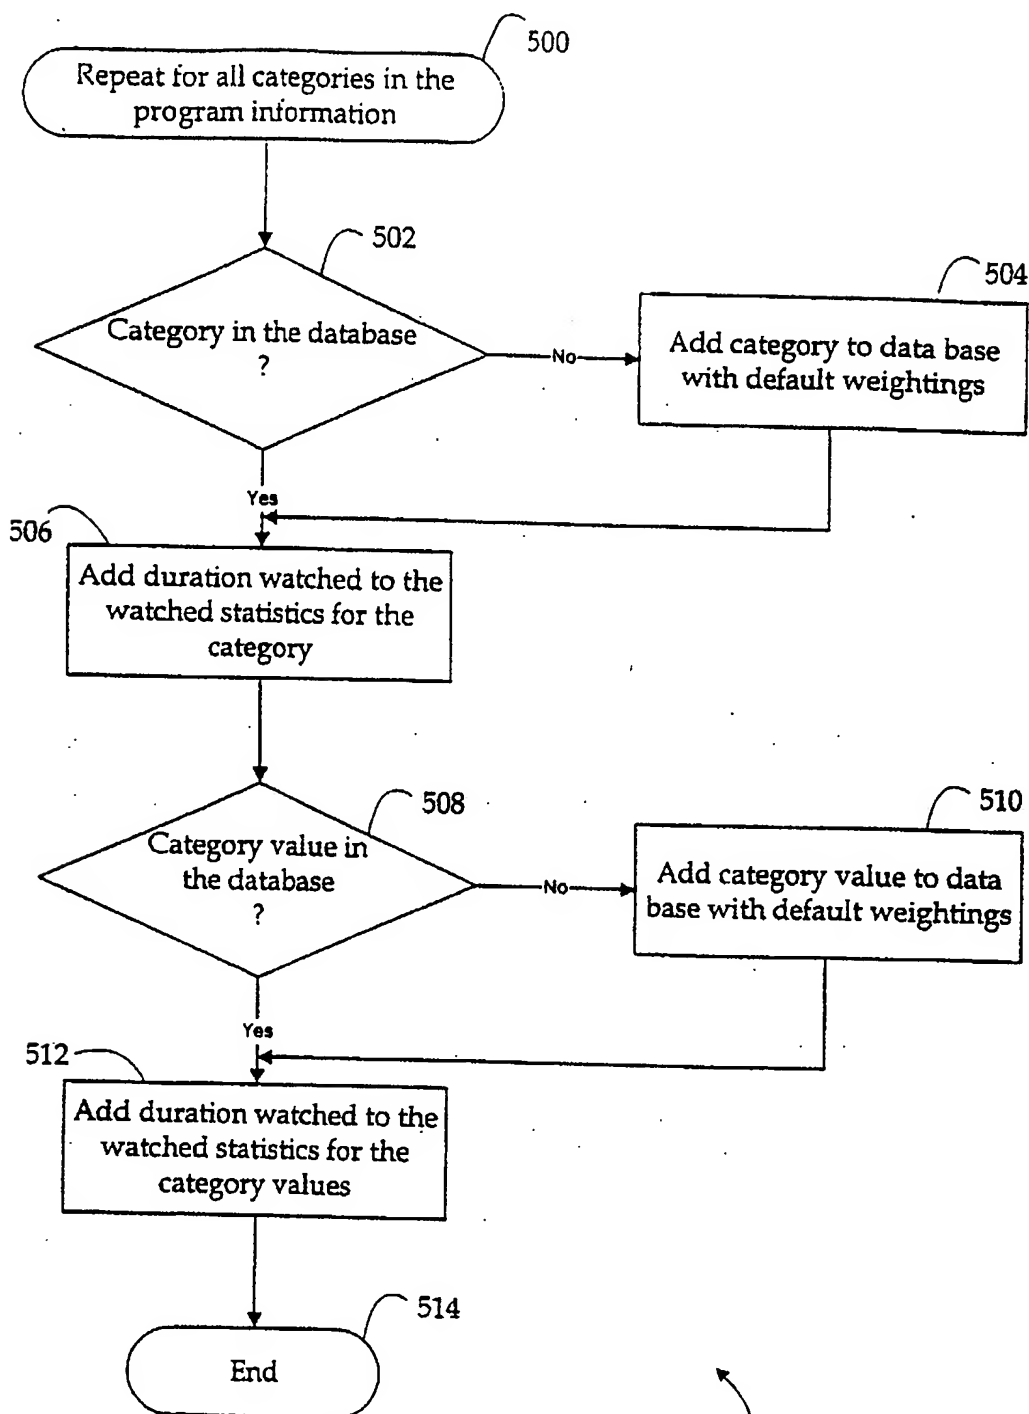 500
Repeat for all categories in the
program information
502
Category in the database
?
504
No
Add category to data base
with default weightings
Yes
506
Add duration watched to the
watched statistics for the
category
508
Category value in
the database
?
510
No
Add category value to data
base with default weightings
Yes
512
Add duration watched to the
watched statistics for the
category values
514
End